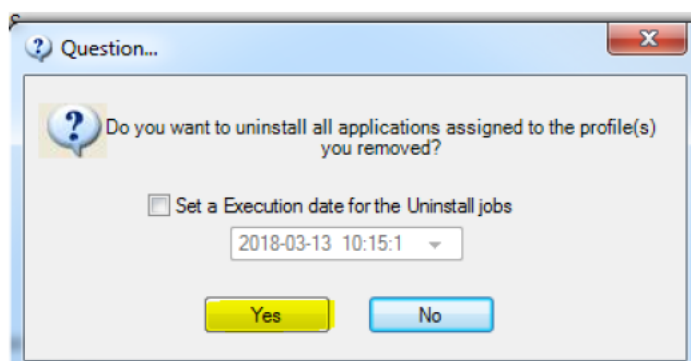 Question...
Do you want to uninstall all applications assigned to the profile(s)
you removed?
Set a Execution date for the Uninstall jobs
2018-03-13 10:15:1
Yes
No